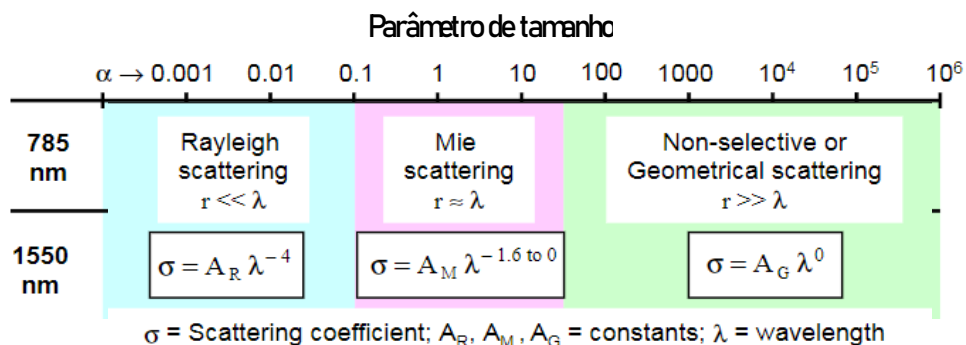 Parâmetro de tamanho
α → 0.001 0.01 0.1 1 10 100 1000 10⁴ 10⁵ 10⁶
785
nm
Rayleigh
scattering
r << λ
Mie
scattering
r ≈ λ
Non-selective or
Geometrical scattering
r >> λ
1550
nm
σ = A_R λ⁻⁴
σ = A_M λ^−1.6 to 0
σ = A_G λ⁰
σ = Scattering coefficient; A_R, A_M, A_G = constants; λ = wavelength